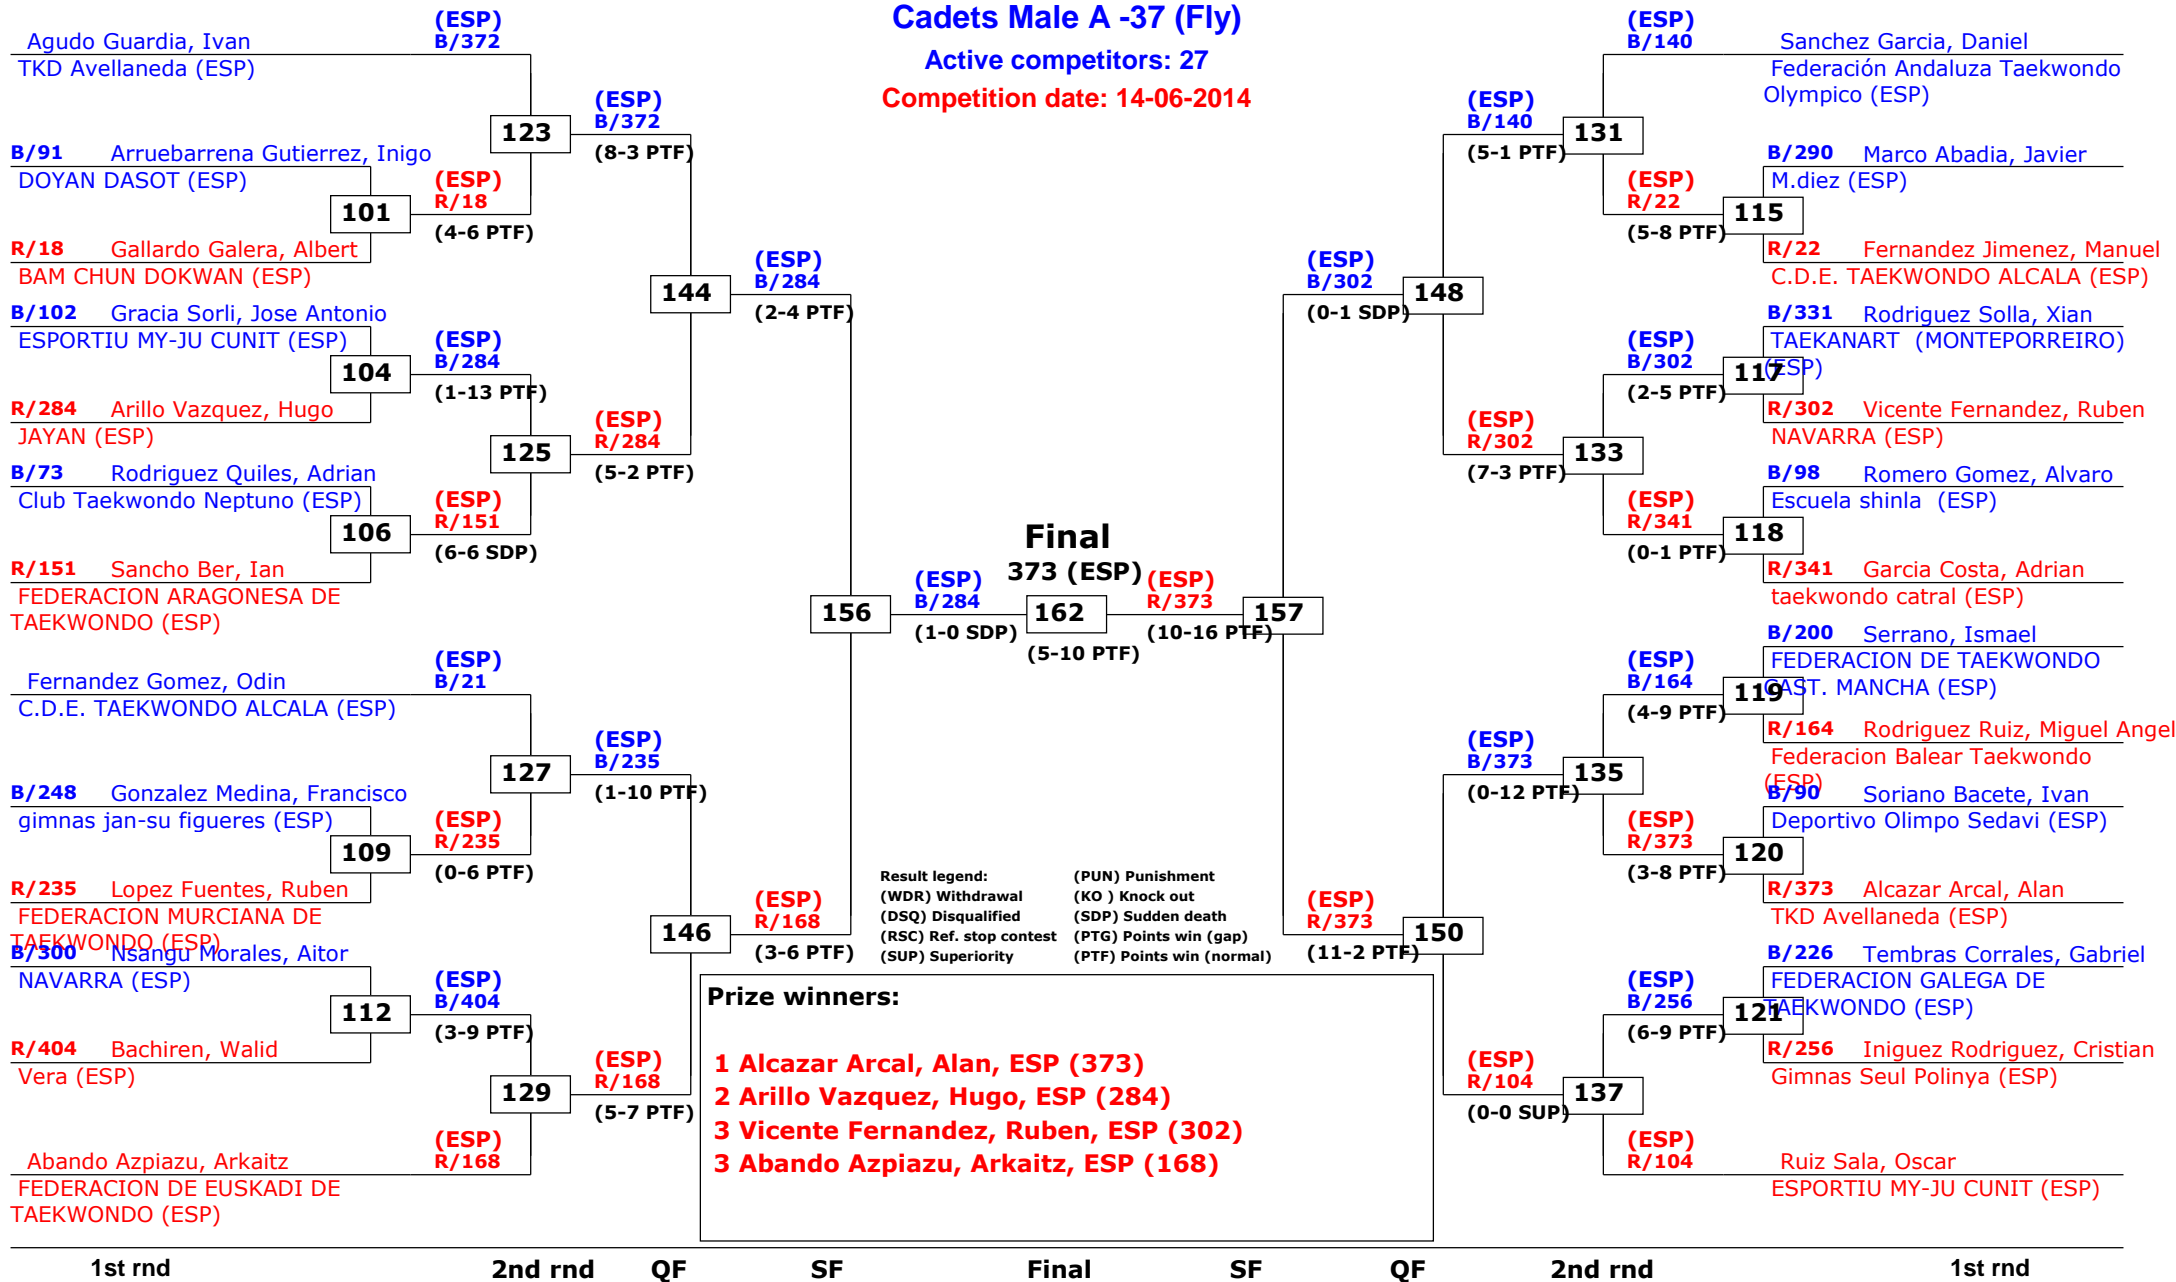 Cadets Male A -37 (Fly)
Active competitors: 27
Competition date: 14-06-2014
Agudo Guardia, Ivan
TKD Avellaneda (ESP)
(ESP)
B/372
123
(ESP)
B/372
(8-3 PTF)
B/91 Arruebarrena Gutierrez, Inigo
DOYAN DASOT (ESP)
101
(ESP)
R/18
(4-6 PTF)
R/18 Gallardo Galera, Albert
BAM CHUN DOKWAN (ESP)
144
(ESP)
B/284
(2-4 PTF)
B/102 Gracia Sorli, Jose Antonio
ESPORTIU MY-JU CUNIT (ESP)
104
(ESP)
B/284
(1-13 PTF)
R/284 Arillo Vazquez, Hugo
JAYAN (ESP)
125
(ESP)
R/284
(5-2 PTF)
B/73 Rodriguez Quiles, Adrian
Club Taekwondo Neptuno (ESP)
106
(ESP)
R/151
(6-6 SDP)
R/151 Sancho Ber, Ian
FEDERACION ARAGONESA DE
TAEKWONDO (ESP)
156
(ESP)
B/284
(1-0 SDP)
Fernandez Gomez, Odin
C.D.E. TAEKWONDO ALCALA (ESP)
(ESP)
B/21
127
(ESP)
B/235
(1-10 PTF)
B/248 Gonzalez Medina, Francisco
gimnas jan-su figueres (ESP)
109
(ESP)
R/235
(0-6 PTF)
R/235 Lopez Fuentes, Ruben
FEDERACION MURCIANA DE
TAEKWONDO (ESP)
146
(ESP)
R/168
(3-6 PTF)
B/300 Nsangu Morales, Aitor
NAVARRA (ESP)
112
(ESP)
B/404
(3-9 PTF)
R/404 Bachiren, Walid
Vera (ESP)
129
(ESP)
R/168
(5-7 PTF)
Abando Azpiazu, Arkaitz
FEDERACION DE EUSKADI DE
TAEKWONDO (ESP)
(ESP)
R/168
Final
373 (ESP)
162
(5-10 PTF)
(ESP)
R/373
(10-16 PTF)
157
(ESP)
B/140
Sanchez Garcia, Daniel
Federación Andaluza Taekwondo
Olympico (ESP)
(ESP)
B/140
(5-1 PTF)
131
B/290 Marco Abadia, Javier
M.diez (ESP)
(ESP)
R/22
(5-8 PTF)
115
R/22 Fernandez Jimenez, Manuel
C.D.E. TAEKWONDO ALCALA (ESP)
(ESP)
B/302
(0-1 SDP)
148
B/331 Rodriguez Solla, Xian
TAEKANART (MONTEPORREIRO)
(ESP)
(ESP)
B/302
(2-5 PTF)
117
R/302 Vicente Fernandez, Ruben
NAVARRA (ESP)
(ESP)
R/302
(7-3 PTF)
133
B/98 Romero Gomez, Alvaro
Escuela shinla (ESP)
(ESP)
R/341
(0-1 PTF)
118
R/341 Garcia Costa, Adrian
taekwondo catral (ESP)
B/200 Serrano, Ismael
FEDERACION DE TAEKWONDO
CAST. MANCHA (ESP)
(ESP)
B/164
(4-9 PTF)
119
R/164 Rodriguez Ruiz, Miguel Angel
Federacion Balear Taekwondo
(ESP)
(ESP)
B/373
(0-12 PTF)
135
B/90 Soriano Bacete, Ivan
Deportivo Olimpo Sedavi (ESP)
(ESP)
R/373
(3-8 PTF)
120
R/373 Alcazar Arcal, Alan
TKD Avellaneda (ESP)
(ESP)
R/373
(11-2 PTF)
150
B/226 Tembras Corrales, Gabriel
FEDERACION GALEGA DE
TAEKWONDO (ESP)
(ESP)
B/256
(6-9 PTF)
121
R/256 Iniguez Rodriguez, Cristian
Gimnas Seul Polinya (ESP)
(ESP)
R/104
(0-0 SUP)
137
(ESP)
R/104
Ruiz Sala, Oscar
ESPORTIU MY-JU CUNIT (ESP)
Result legend:
(WDR) Withdrawal
(DSQ) Disqualified
(RSC) Ref. stop contest
(SUP) Superiority
(PUN) Punishment
(KO ) Knock out
(SDP) Sudden death
(PTG) Points win (gap)
(PTF) Points win (normal)
Prize winners:
1 Alcazar Arcal, Alan, ESP (373)
2 Arillo Vazquez, Hugo, ESP (284)
3 Vicente Fernandez, Ruben, ESP (302)
3 Abando Azpiazu, Arkaitz, ESP (168)
1st rnd 2nd rnd QF SF Final SF QF 2nd rnd 1st rnd